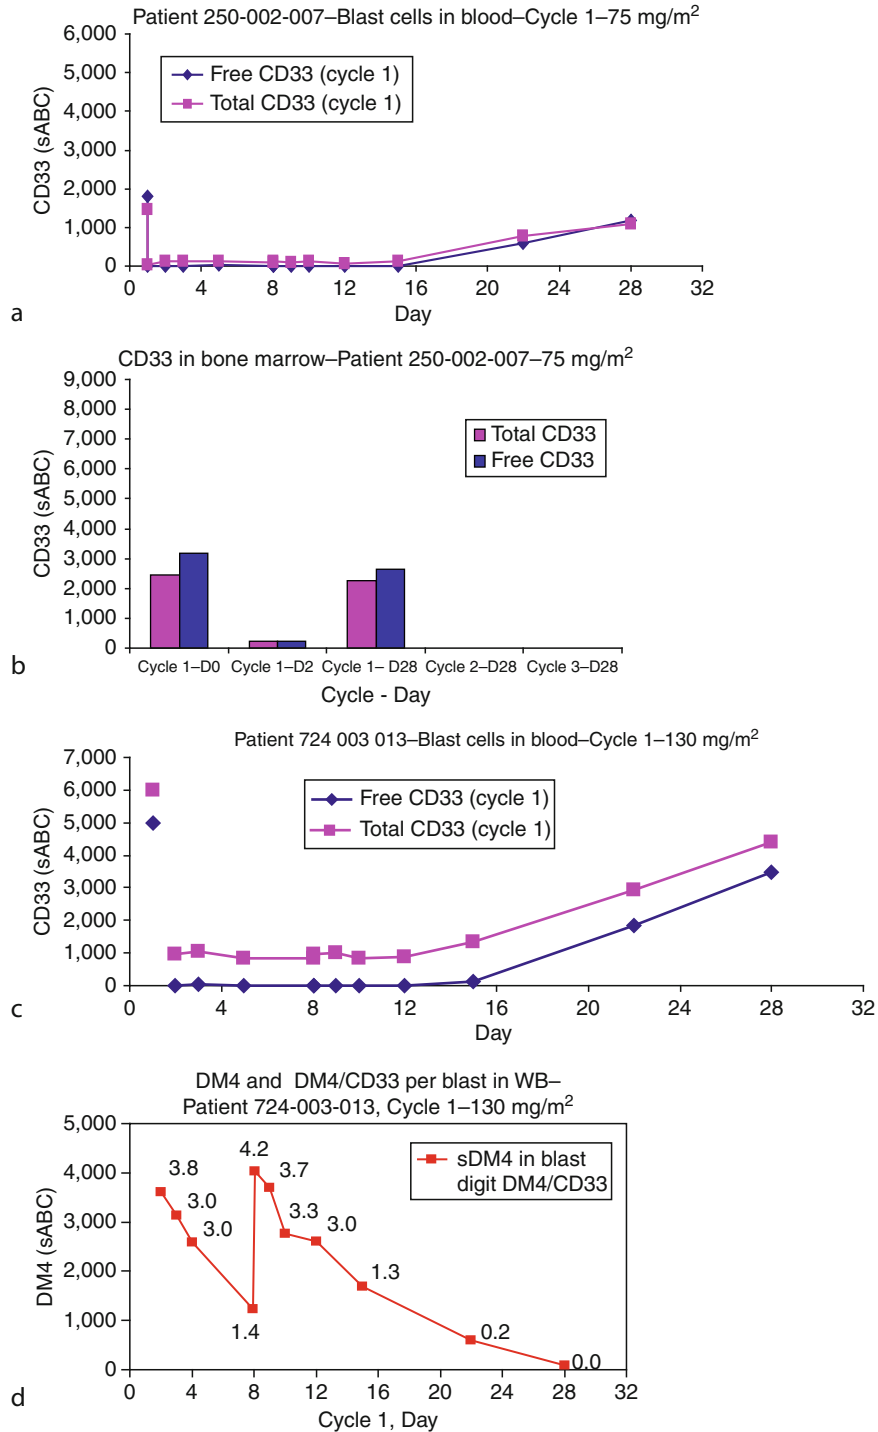 Patient 250-002-007–Blast cells in blood–Cycle 1–75 mg/m²
6,000
5,000
4,000
3,000
2,000
1,000
0
CD33 (sABC)
Free CD33 (cycle 1)
Total CD33 (cycle 1)
0 4 8 12 16 20 24 28 32
Day
a
CD33 in bone marrow–Patient 250-002-007–75 mg/m²
9,000
8,000
7,000
6,000
5,000
4,000
3,000
2,000
1,000
0
CD33 (sABC)
Total CD33
Free CD33
Cycle 1–D0 Cycle 1–D2 Cycle 1– D28 Cycle 2–D28 Cycle 3–D28
Cycle - Day
b
Patient 724 003 013–Blast cells in blood–Cycle 1–130 mg/m²
7,000
6,000
5,000
4,000
3,000
2,000
1,000
0
CD33 (sABC)
Free CD33 (cycle 1)
Total CD33 (cycle 1)
0 4 8 12 16 20 24 28 32
Day
c
DM4 and DM4/CD33 per blast in WB–
Patient 724-003-013, Cycle 1–130 mg/m²
5,000
4,000
3,000
2,000
1,000
0
DM4 (sABC)
sDM4 in blast
digit DM4/CD33
3.8
3.0
3.0
1.4
4.2
3.7
3.3
3.0
1.3
0.2
0.0
0 4 8 12 16 20 24 28 32
Cycle 1, Day
d